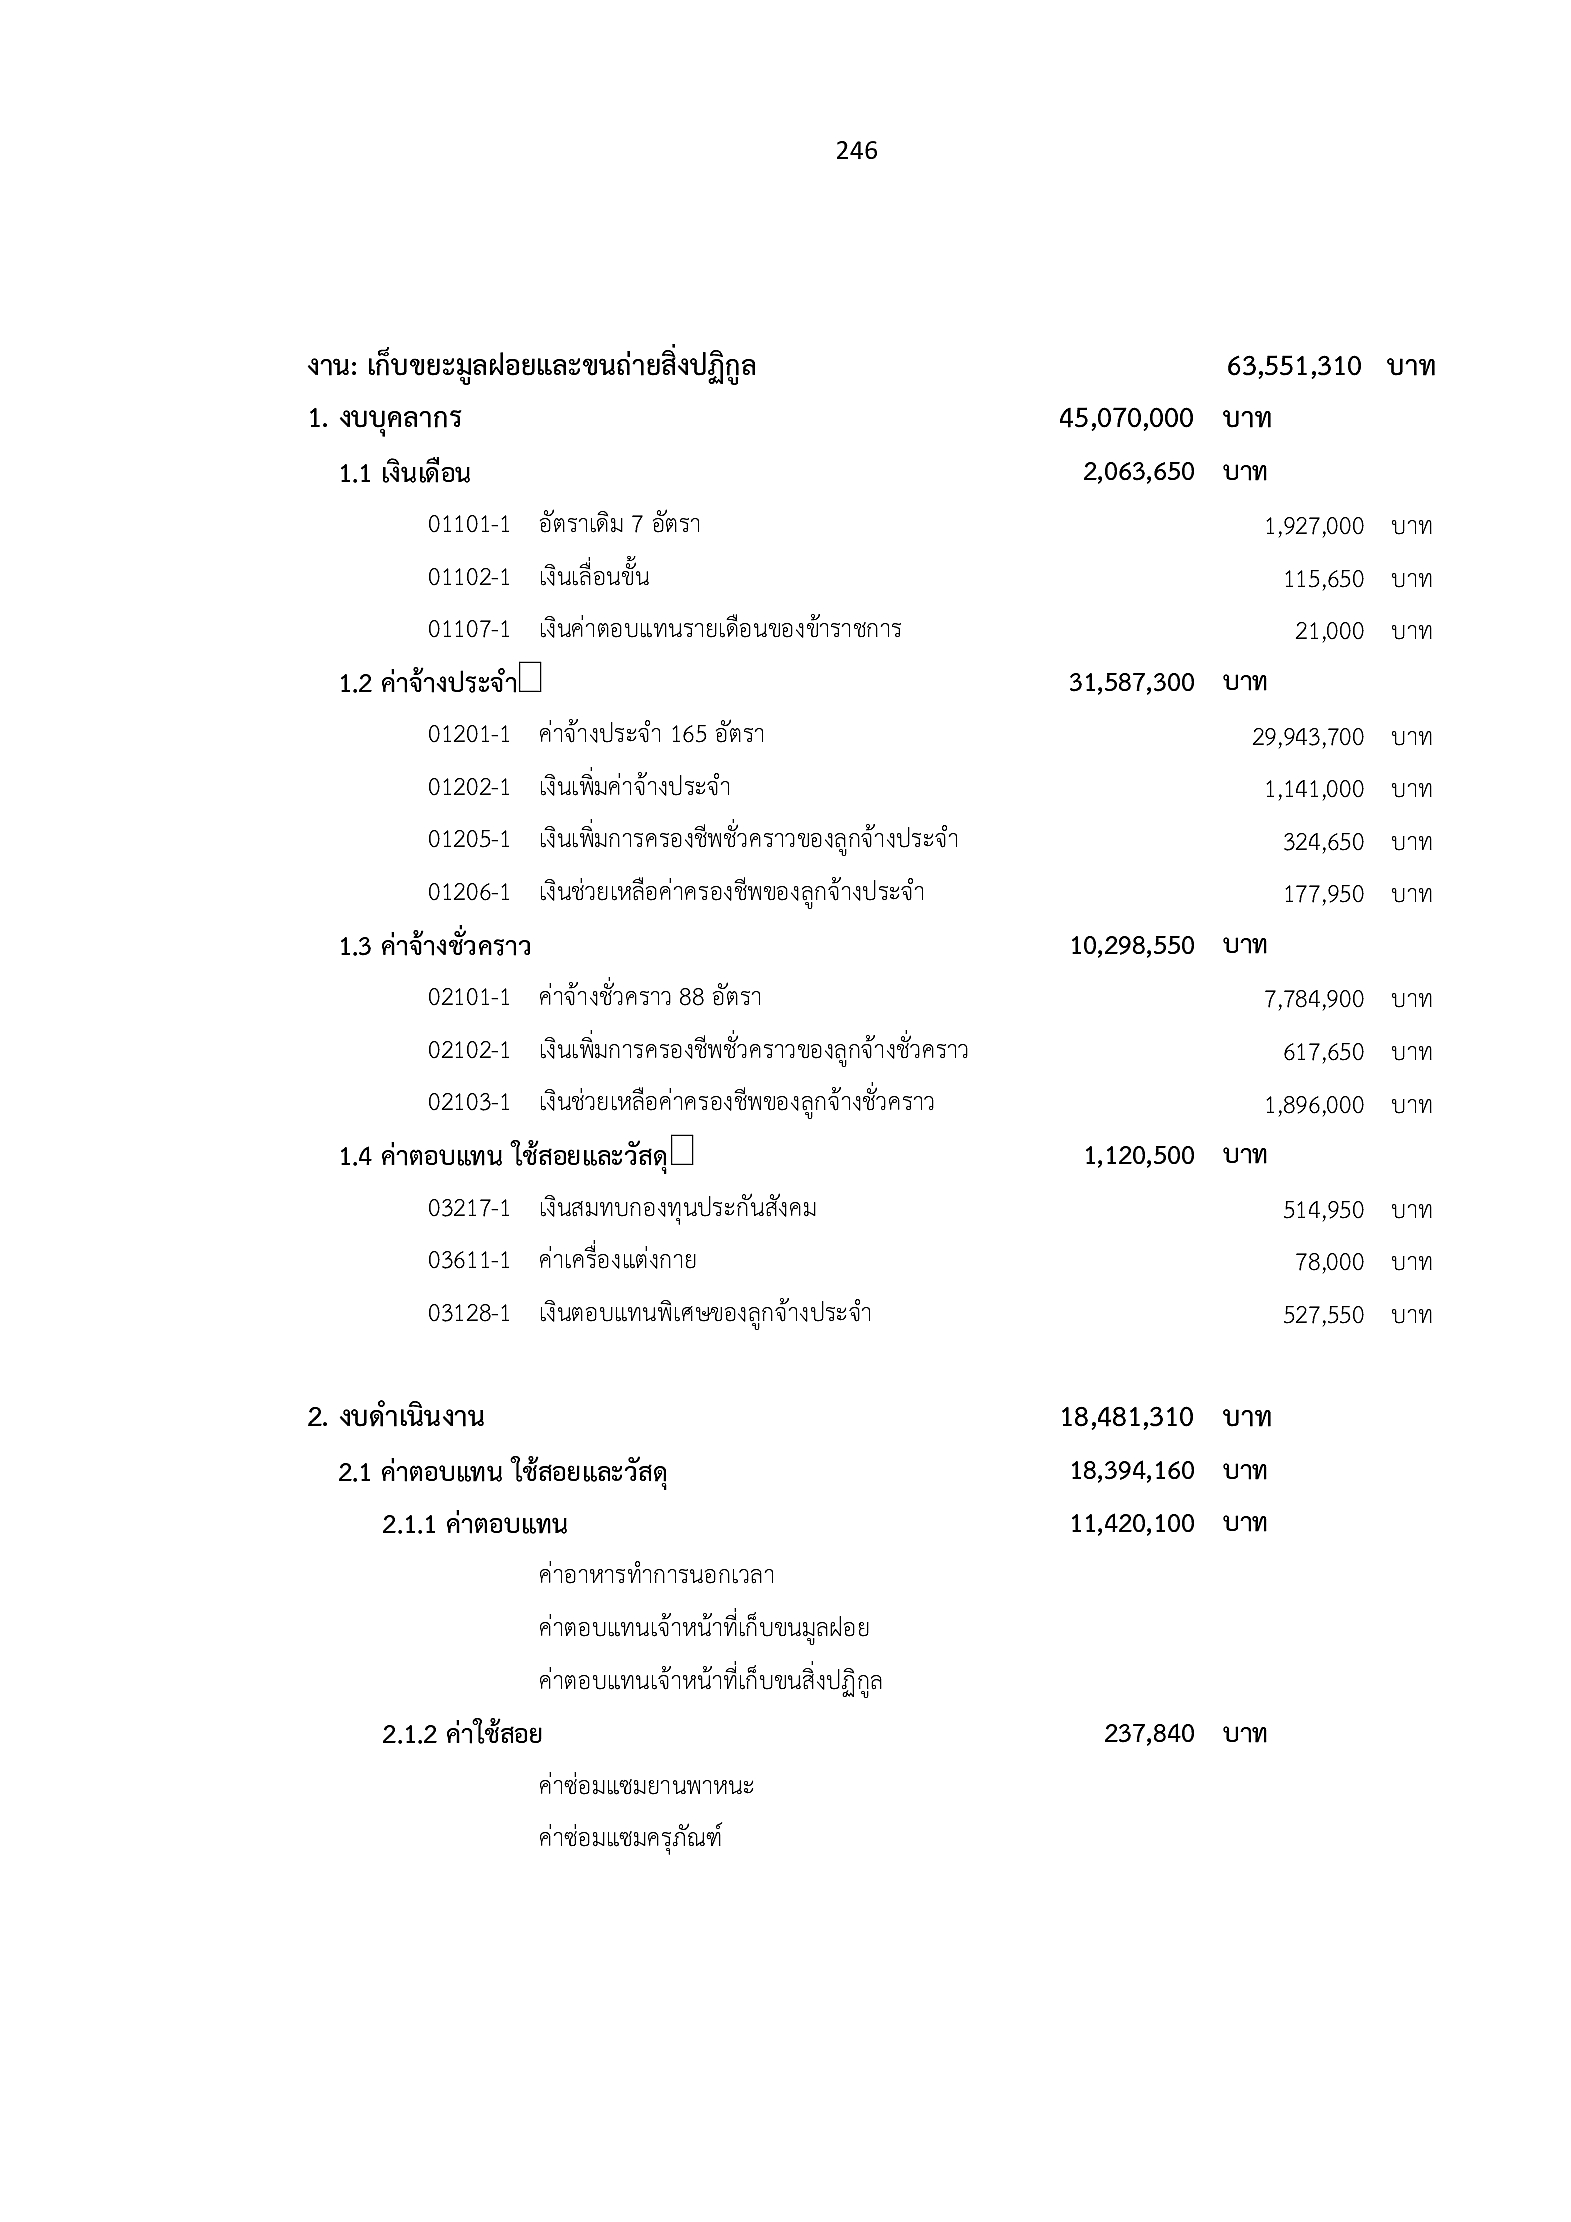 246
งาน: เก็บขยะมูลฝอยและขนถ่ายสิ่งปฏิกูล 63,551,310 บาท
1. งบบุคลากร 45,070,000 บาท
1.1 เงินเดือน 2,063,650 บาท
01101-1 อัตราเดิม 7 อัตรา 1,927,000 บาท
01102-1 เงินเลื่อนขั้น 115,650 บาท
01107-1 เงินค่าตอบแทนรายเดือนของข้าราชการ 21,000 บาท
1.2 ค่าจ้างประจำ 31,587,300 บาท
01201-1 ค่าจ้างประจำ 165 อัตรา 29,943,700 บาท
01202-1 เงินเพิ่มค่าจ้างประจำ 1,141,000 บาท
01205-1 เงินเพิ่มการครองชีพชั่วคราวของลูกจ้างประจำ 324,650 บาท
01206-1 เงินช่วยเหลือค่าครองชีพของลูกจ้างประจำ 177,950 บาท
1.3 ค่าจ้างชั่วคราว 10,298,550 บาท
02101-1 ค่าจ้างชั่วคราว 88 อัตรา 7,784,900 บาท
02102-1 เงินเพิ่มการครองชีพชั่วคราวของลูกจ้างชั่วคราว 617,650 บาท
02103-1 เงินช่วยเหลือค่าครองชีพของลูกจ้างชั่วคราว 1,896,000 บาท
1.4 ค่าตอบแทน ใช้สอยและวัสดุ 1,120,500 บาท
03217-1 เงินสมทบกองทุนประกันสังคม 514,950 บาท
03611-1 ค่าเครื่องแต่งกาย 78,000 บาท
03128-1 เงินตอบแทนพิเศษของลูกจ้างประจำ 527,550 บาท
2. งบดำเนินงาน 18,481,310 บาท
2.1 ค่าตอบแทน ใช้สอยและวัสดุ 18,394,160 บาท
2.1.1 ค่าตอบแทน 11,420,100 บาท
ค่าอาหารทำการนอกเวลา
ค่าตอบแทนเจ้าหน้าที่เก็บขนมูลฝอย
ค่าตอบแทนเจ้าหน้าที่เก็บขนสิ่งปฏิกูล
2.1.2 ค่าใช้สอย 237,840 บาท
ค่าซ่อมแซมยานพาหนะ
ค่าซ่อมแซมครุภัณฑ์